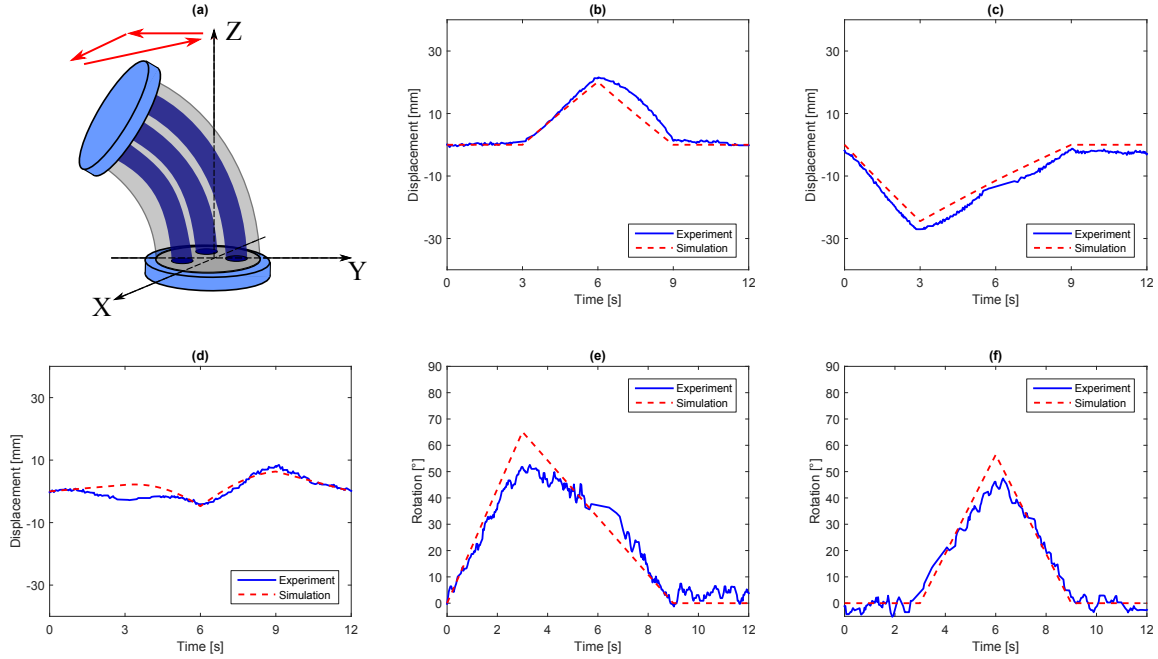 (a)
Z
Y
X
(b)
Displacement [mm]
30
10
-10
-30
0 3 6 9 12
Time [s]
Experiment
Simulation
(c)
Displacement [mm]
30
10
-10
-30
0 3 6 9 12
Time [s]
Experiment
Simulation
(d)
Displacement [mm]
30
10
-10
-30
0 3 6 9 12
Time [s]
Experiment
Simulation
(e)
Rotation [°]
90
80
70
60
50
40
30
20
10
0
0 2 4 6 8 10 12
Time [s]
Experiment
Simulation
(f)
Rotation [°]
90
80
70
60
50
40
30
20
10
0
0 2 4 6 8 10 12
Time [s]
Experiment
Simulation